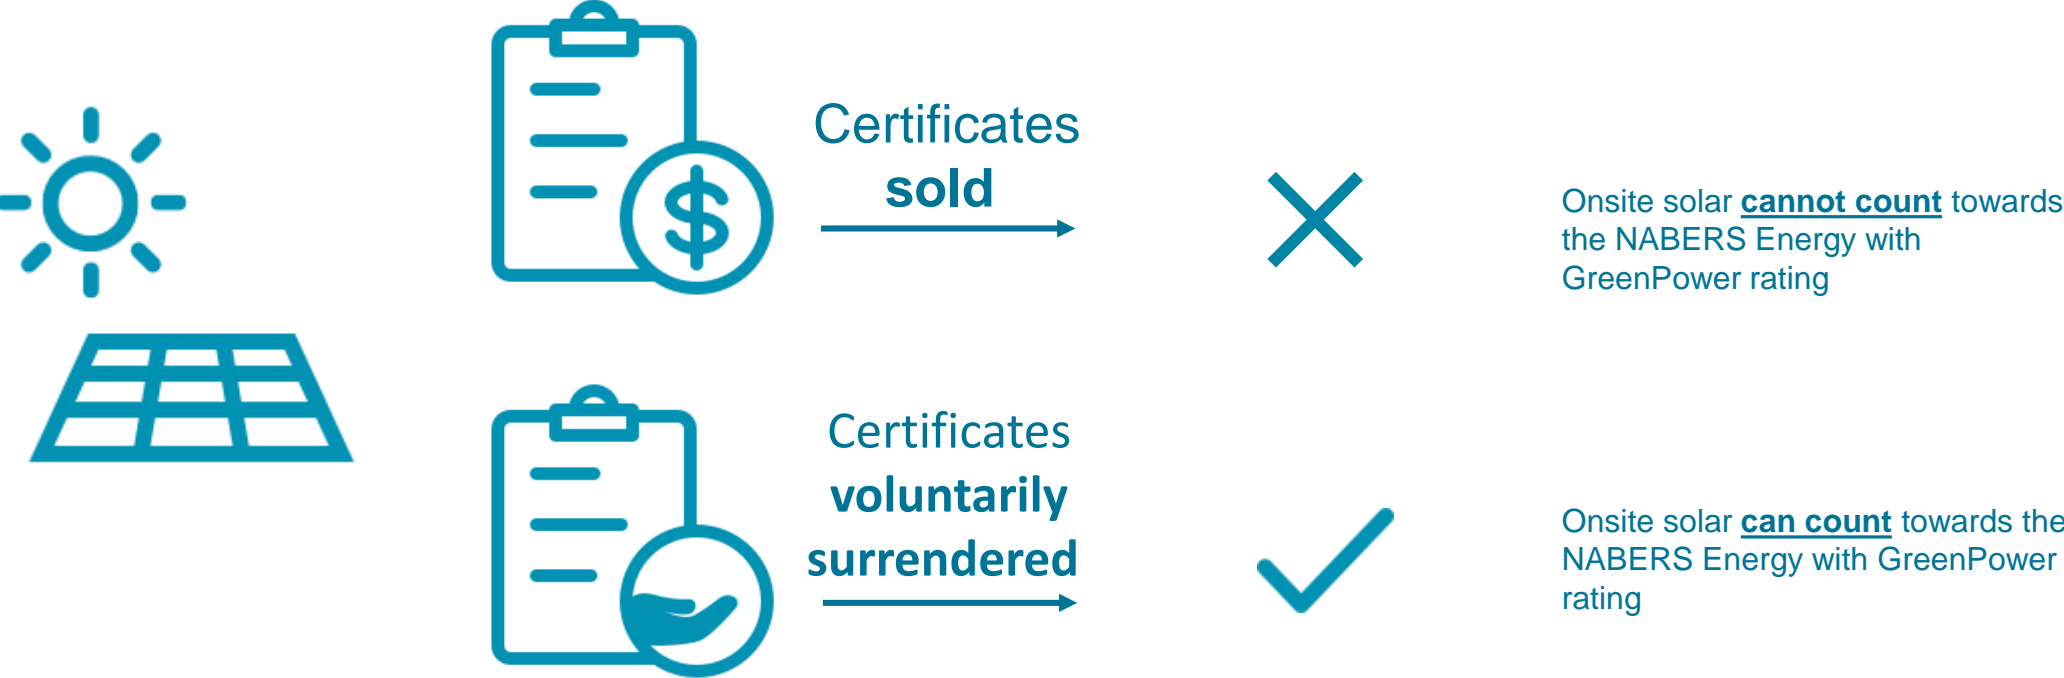 Certificates
sold
Onsite solar cannot count towards
the NABERS Energy with
GreenPower rating
Certificates
voluntarily
surrendered
Onsite solar can count towards the
NABERS Energy with GreenPower
rating